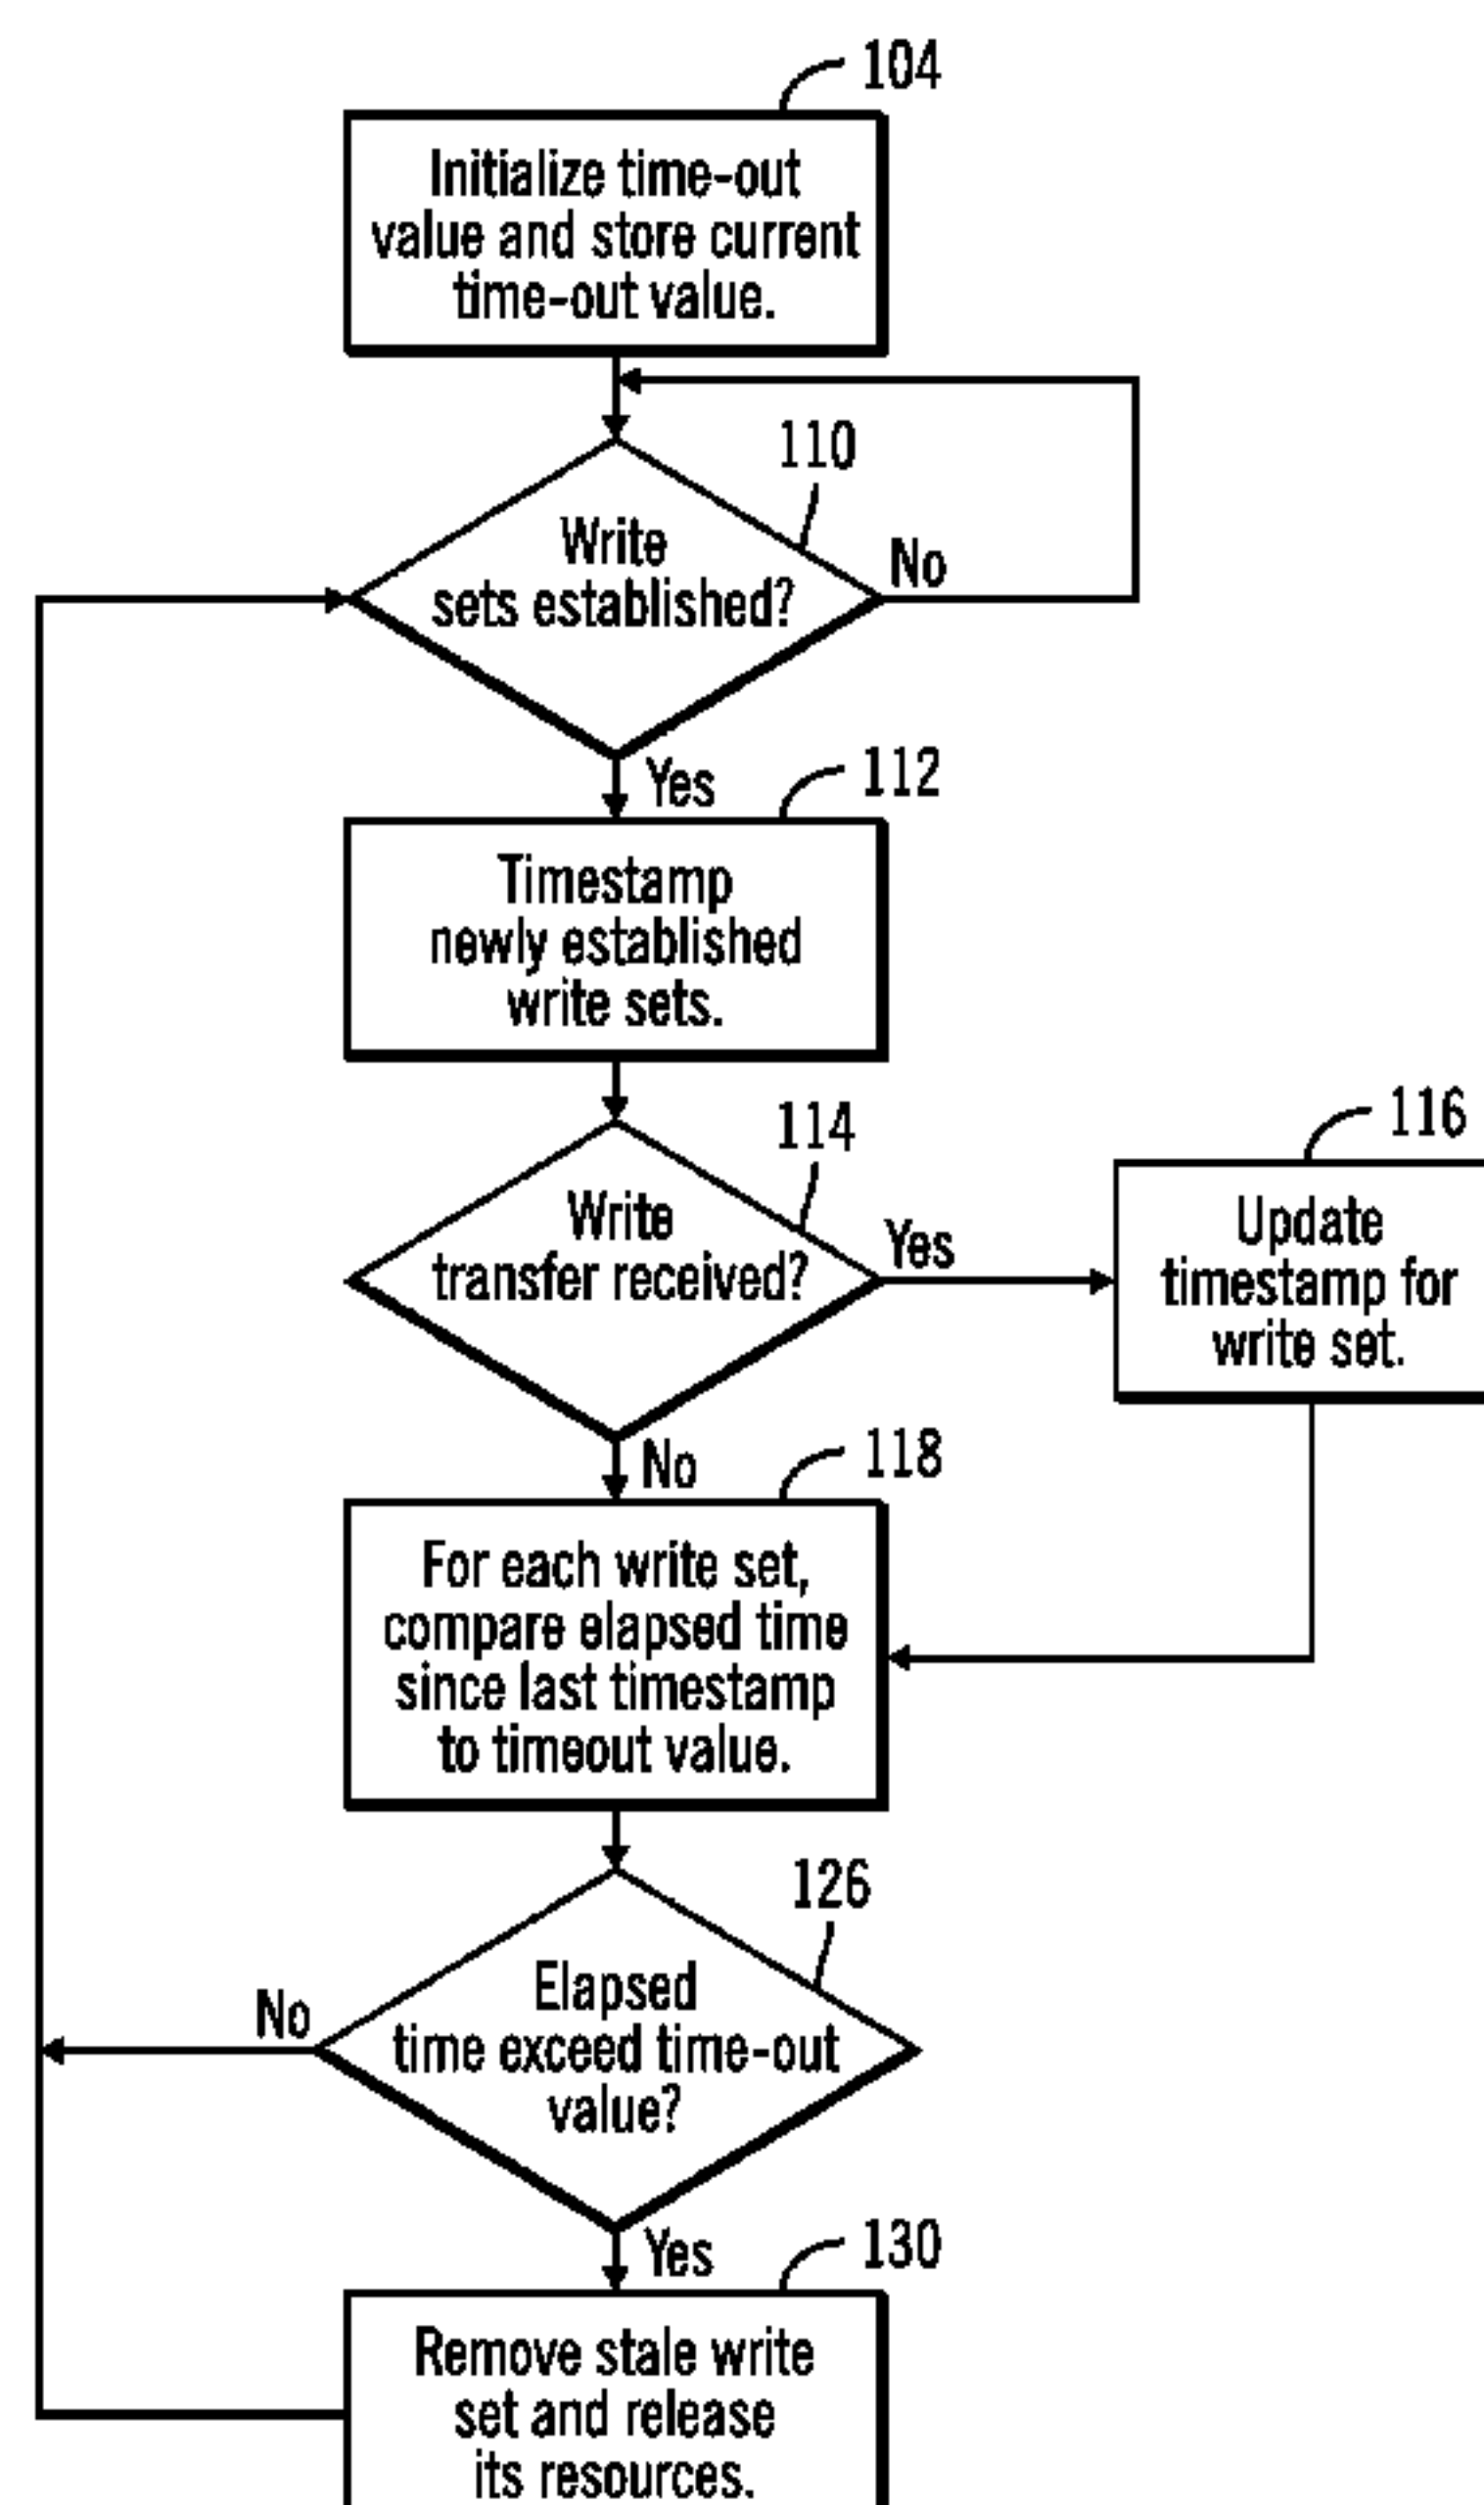 104
Initialize time-out
value and store current
time-out value.
110
Write
sets established?
No
Yes
112
Timestamp
newly established
write sets.
114
Write
transfer received?
Yes
116
Update
timestamp for
write set.
No
118
For each write set,
compare elapsed time
since last timestamp
to timeout value.
126
Elapsed
time exceed time-out
value?
No
Yes
130
Remove stale write
set and release
its resources.